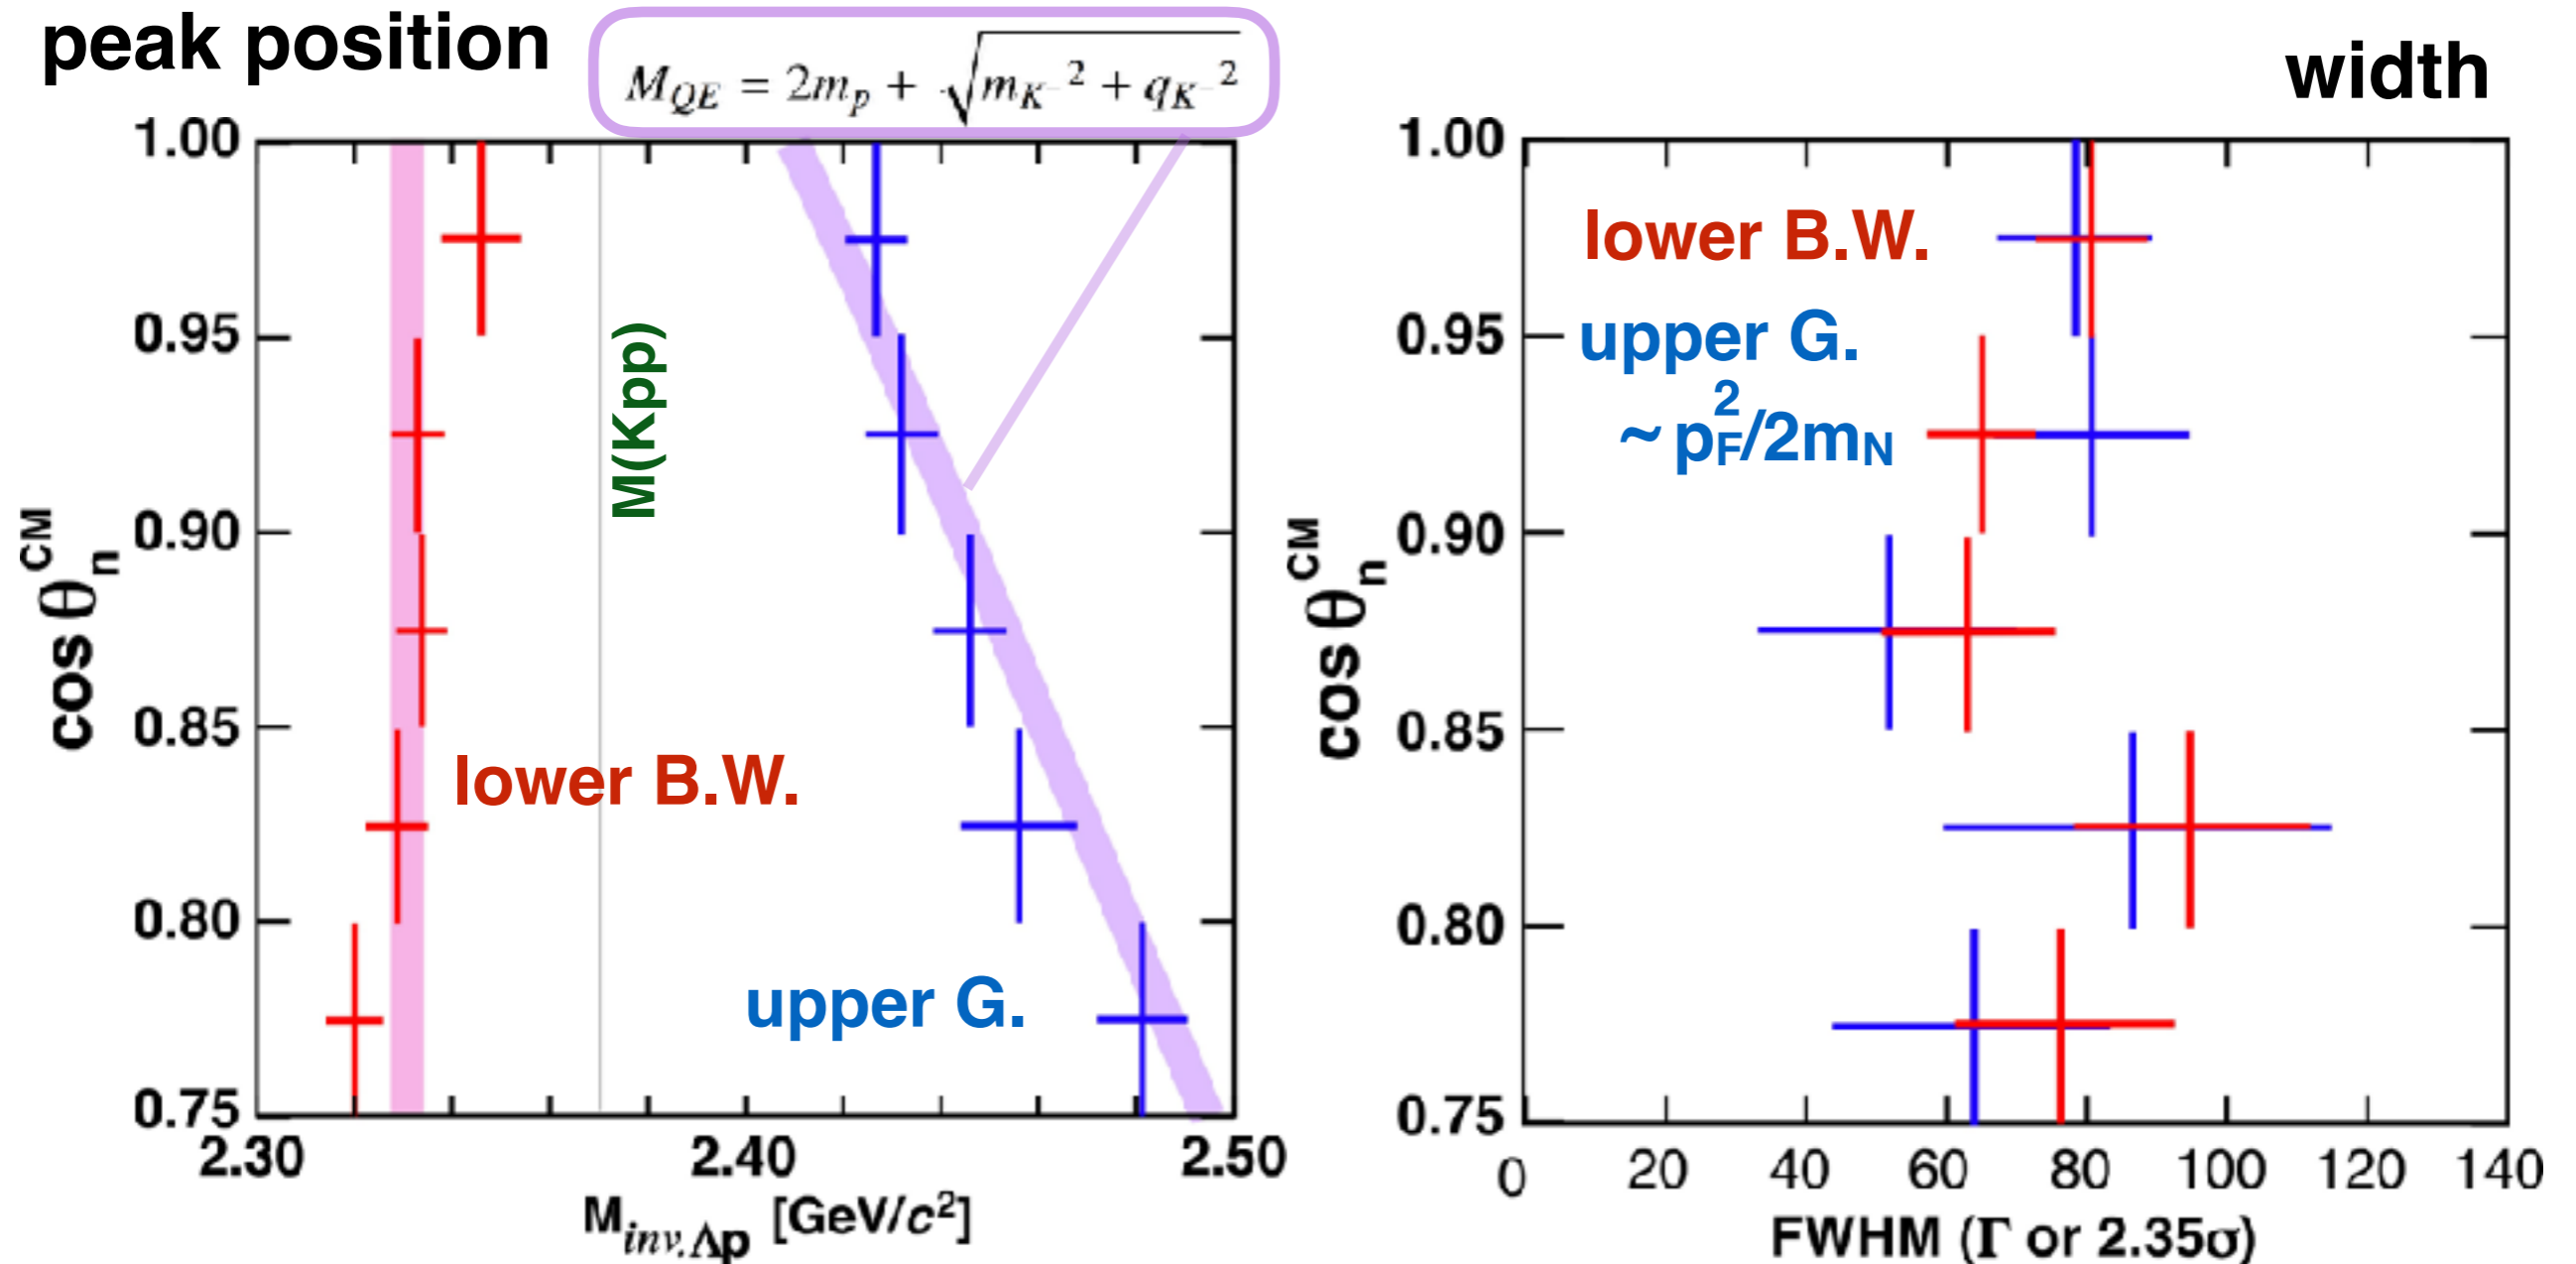 peak position
M_QE = 2m_p + √(m_K⁻² + q_K⁻²)
width
1.00
0.95
0.90
0.85
0.80
0.75
cos θ_n^CM
M(Kpp)
lower B.W.
upper G.
2.30
2.40
2.50
M_inv.Λp [GeV/c²]
1.00
0.95
0.90
0.85
0.80
0.75
cos θ_n^CM
lower B.W.
upper G.
~ p_F²/2m_N
0
20
40
60
80
100
120
140
FWHM (Γ or 2.35σ)